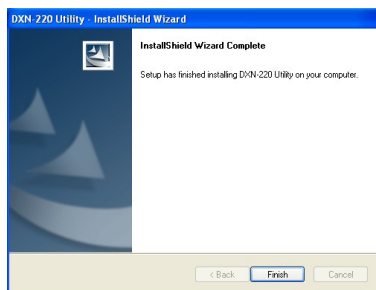 DXN-220 Utility - InstallShield Wizard
InstallShield Wizard Complete
Setup has finished installing DXN-220 Utility on your computer.
< Back
Finish
Cancel